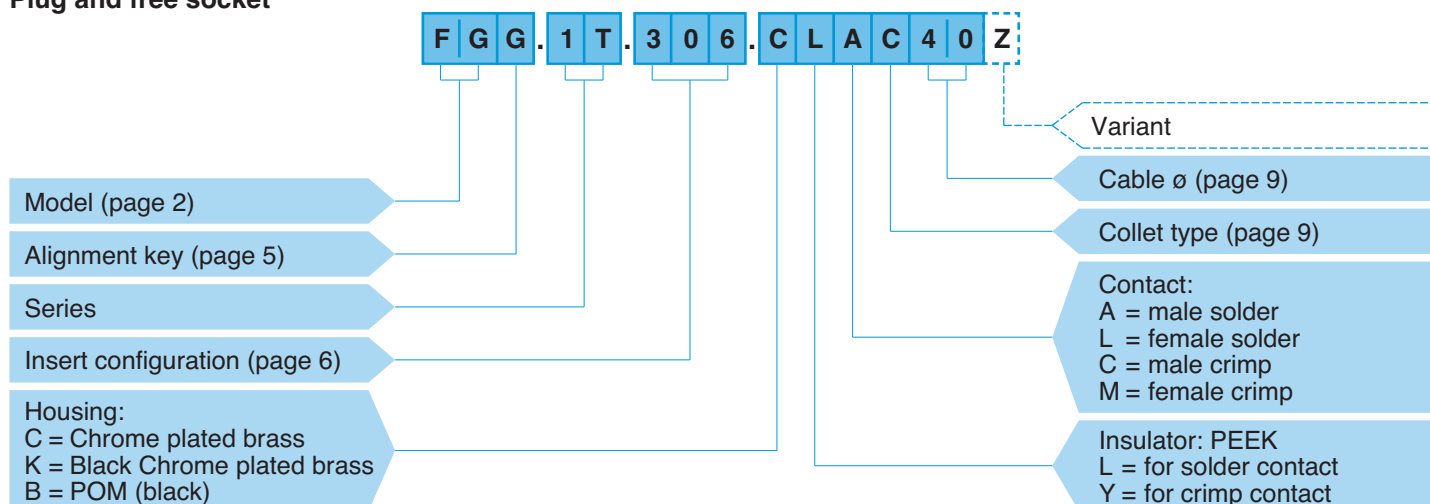 Plug and free socket
FGG.1T.306.CLAC40Z
Variant
Model (page 2)
Cable ø (page 9)
Alignment key (page 5)
Collet type (page 9)
Series
Insert configuration (page 6)
Contact:
A = male solder
L = female solder
C = male crimp
M = female crimp
Housing:
C = Chrome plated brass
K = Black Chrome plated brass
B = POM (black)
Insulator: PEEK
L = for solder contact
Y = for crimp contact